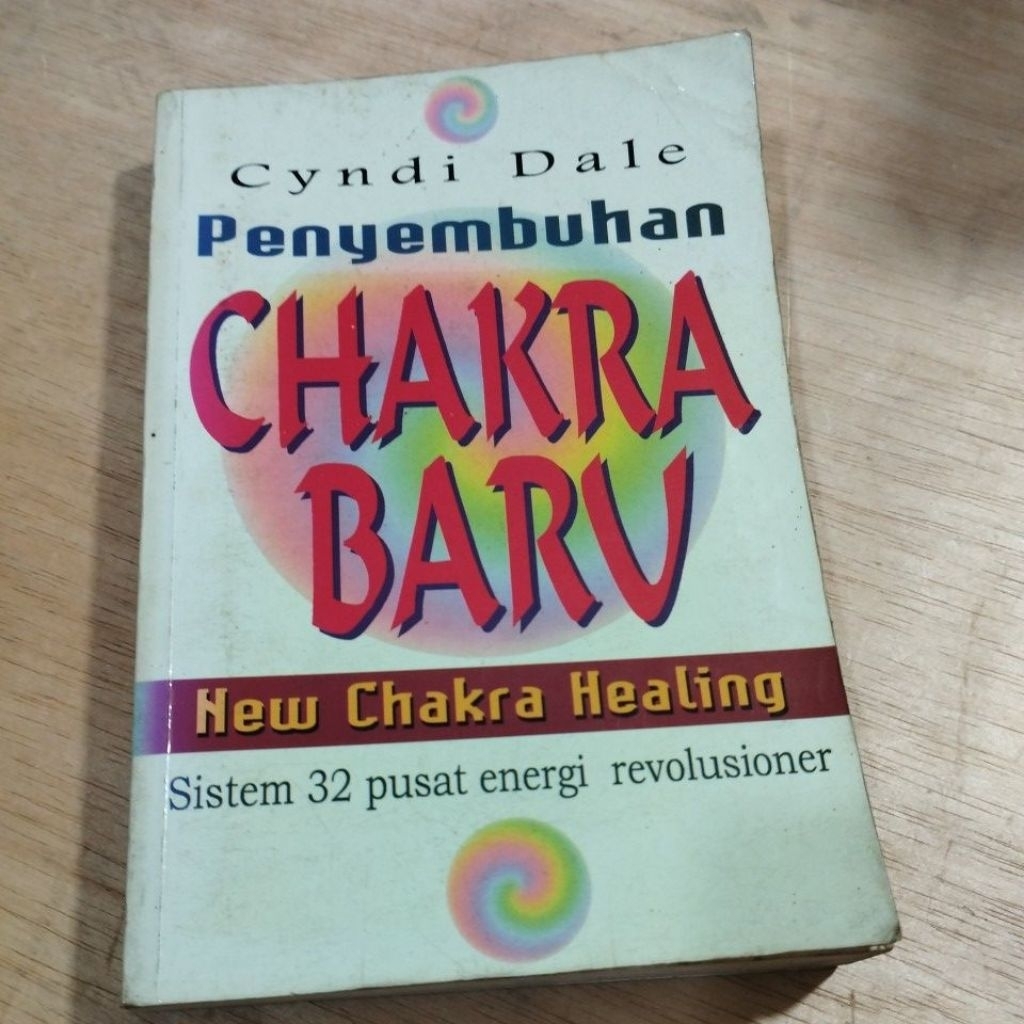 Cyndi Dale
Penyembuhan
CHAKRA
BARU
New Chakra Healing
Sistem 32 pusat energi revolusioner